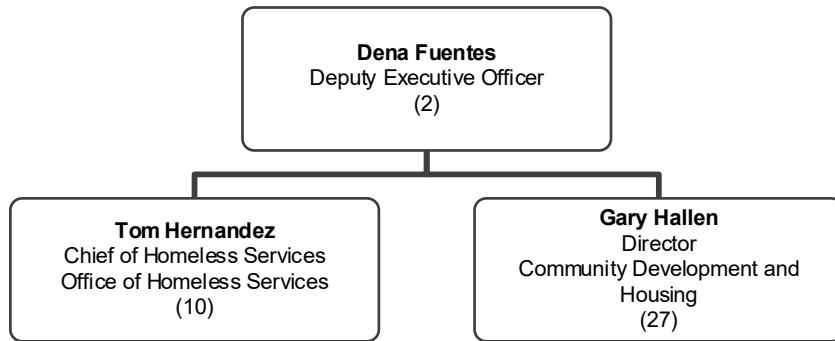 Dena Fuentes
Deputy Executive Officer
(2)
Tom Hernandez
Chief of Homeless Services
Office of Homeless Services
(10)
Gary Hallen
Director
Community Development and
Housing
(27)